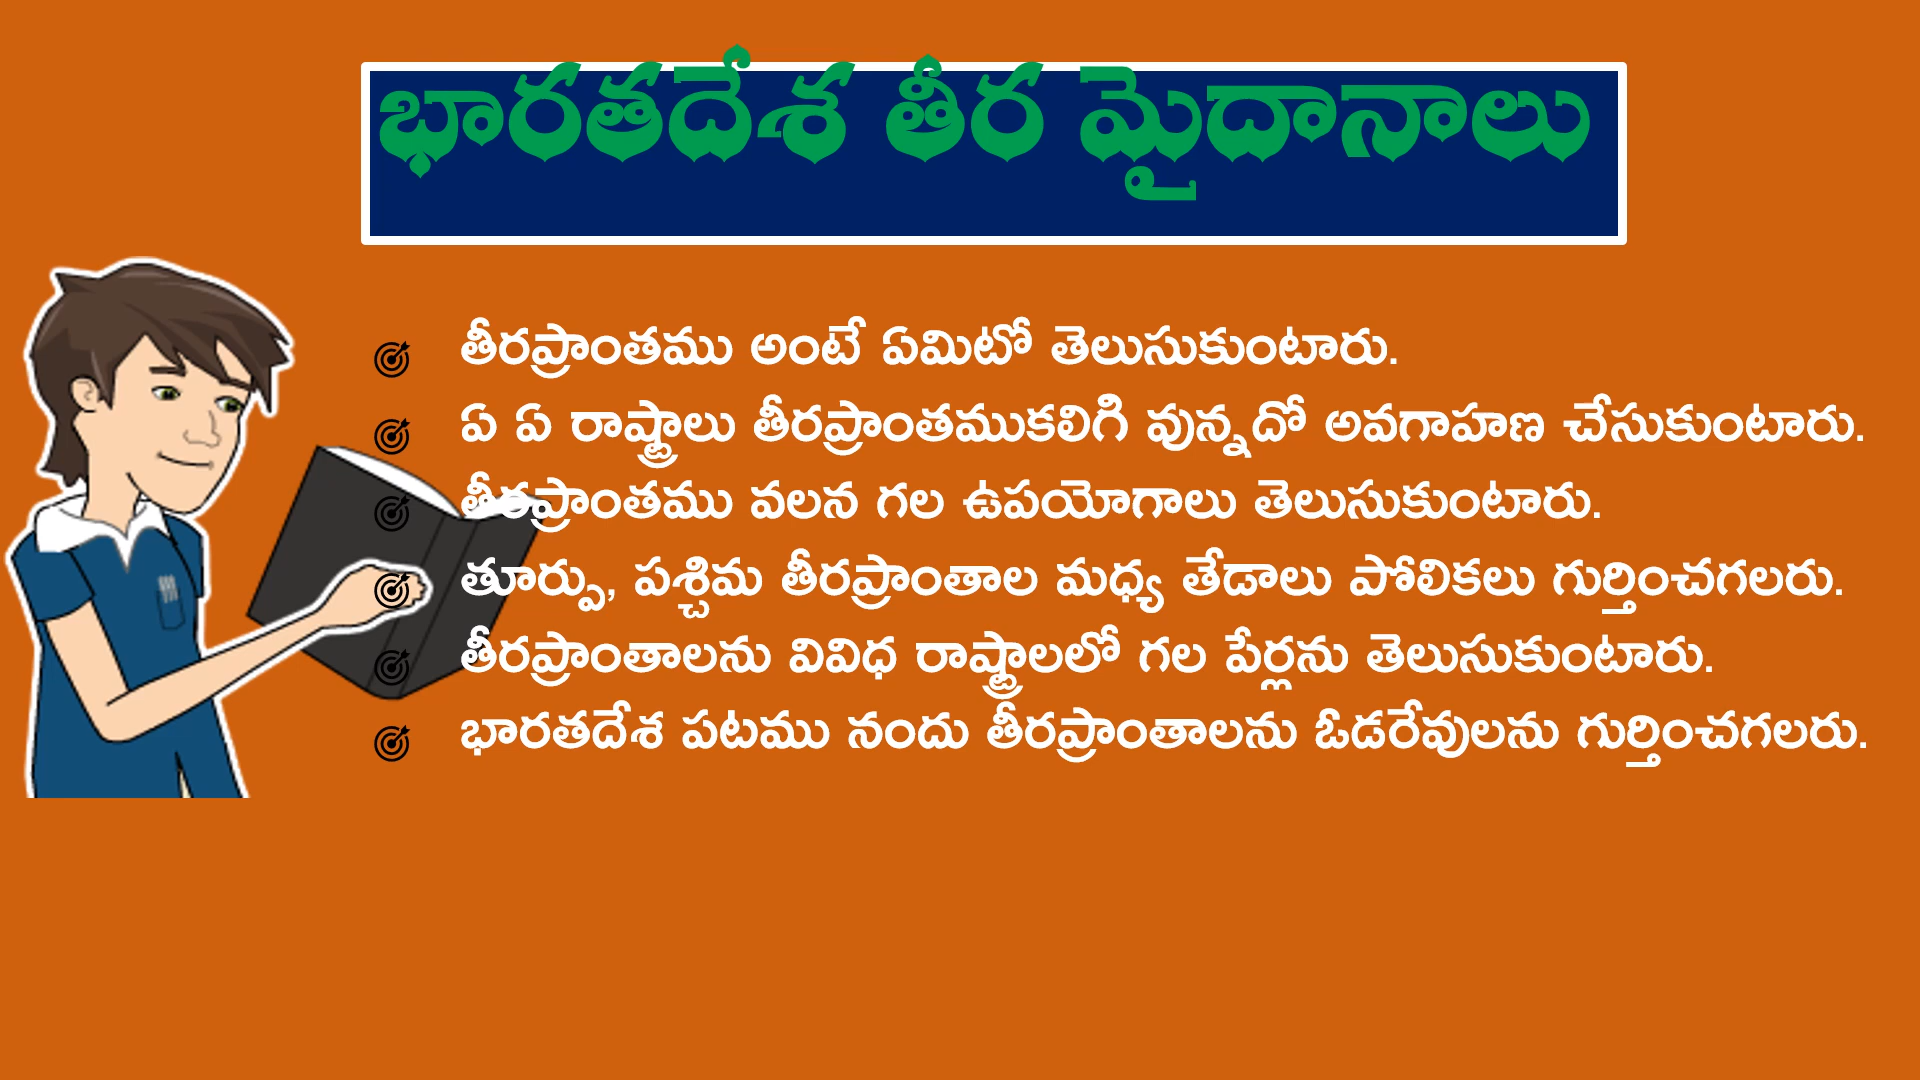 భారతదేశ తీర మైదానాలు
తీరప్రాంతము అంటే ఏమిటో తెలుసుకుంటారు.
ఏ ఏ రాష్ట్రాలు తీరప్రాంతముకలిగి వున్నదో అవగాహణ చేసుకుంటారు.
తీరప్రాంతము వలన గల ఉపయోగాలు తెలుసుకుంటారు.
తూర్పు, పశ్చిమ తీరప్రాంతాల మధ్య తేడాలు పోలికలు గుర్తించగలరు.
తీరప్రాంతాలను వివిధ రాష్ట్రాలలో గల పేర్లను తెలుసుకుంటారు.
భారతదేశ పటము నందు తీరప్రాంతాలను ఓడరేవులను గుర్తించగలరు.